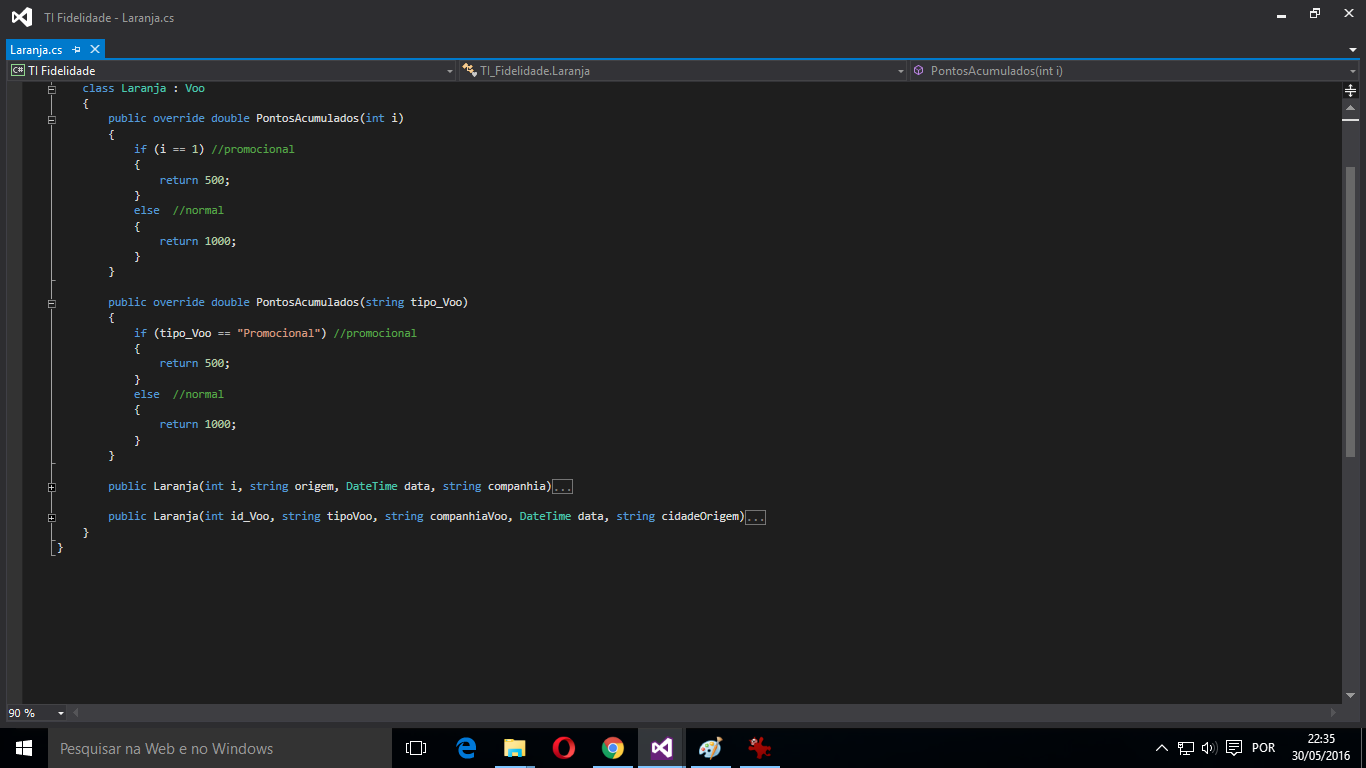 TI Fidelidade - Laranja.cs
Laranja.cs
C# TI Fidelidade
TI_Fidelidade.Laranja
PontosAcumulados(int i)
class Laranja : Voo
{
public override double PontosAcumulados(int i)
{
if (i == 1) //promocional
{
return 500;
}
else  //normal
{
return 1000;
}
}
public override double PontosAcumulados(string tipo_Voo)
{
if (tipo_Voo == "Promocional") //promocional
{
return 500;
}
else  //normal
{
return 1000;
}
}
public Laranja(int i, string origem, DateTime data, string companhia)...
public Laranja(int id_Voo, string tipoVoo, string companhiaVoo, DateTime data, string cidadeOrigem)...
}
}
90 %
Pesquisar na Web e no Windows
POR
22:35
30/05/2016